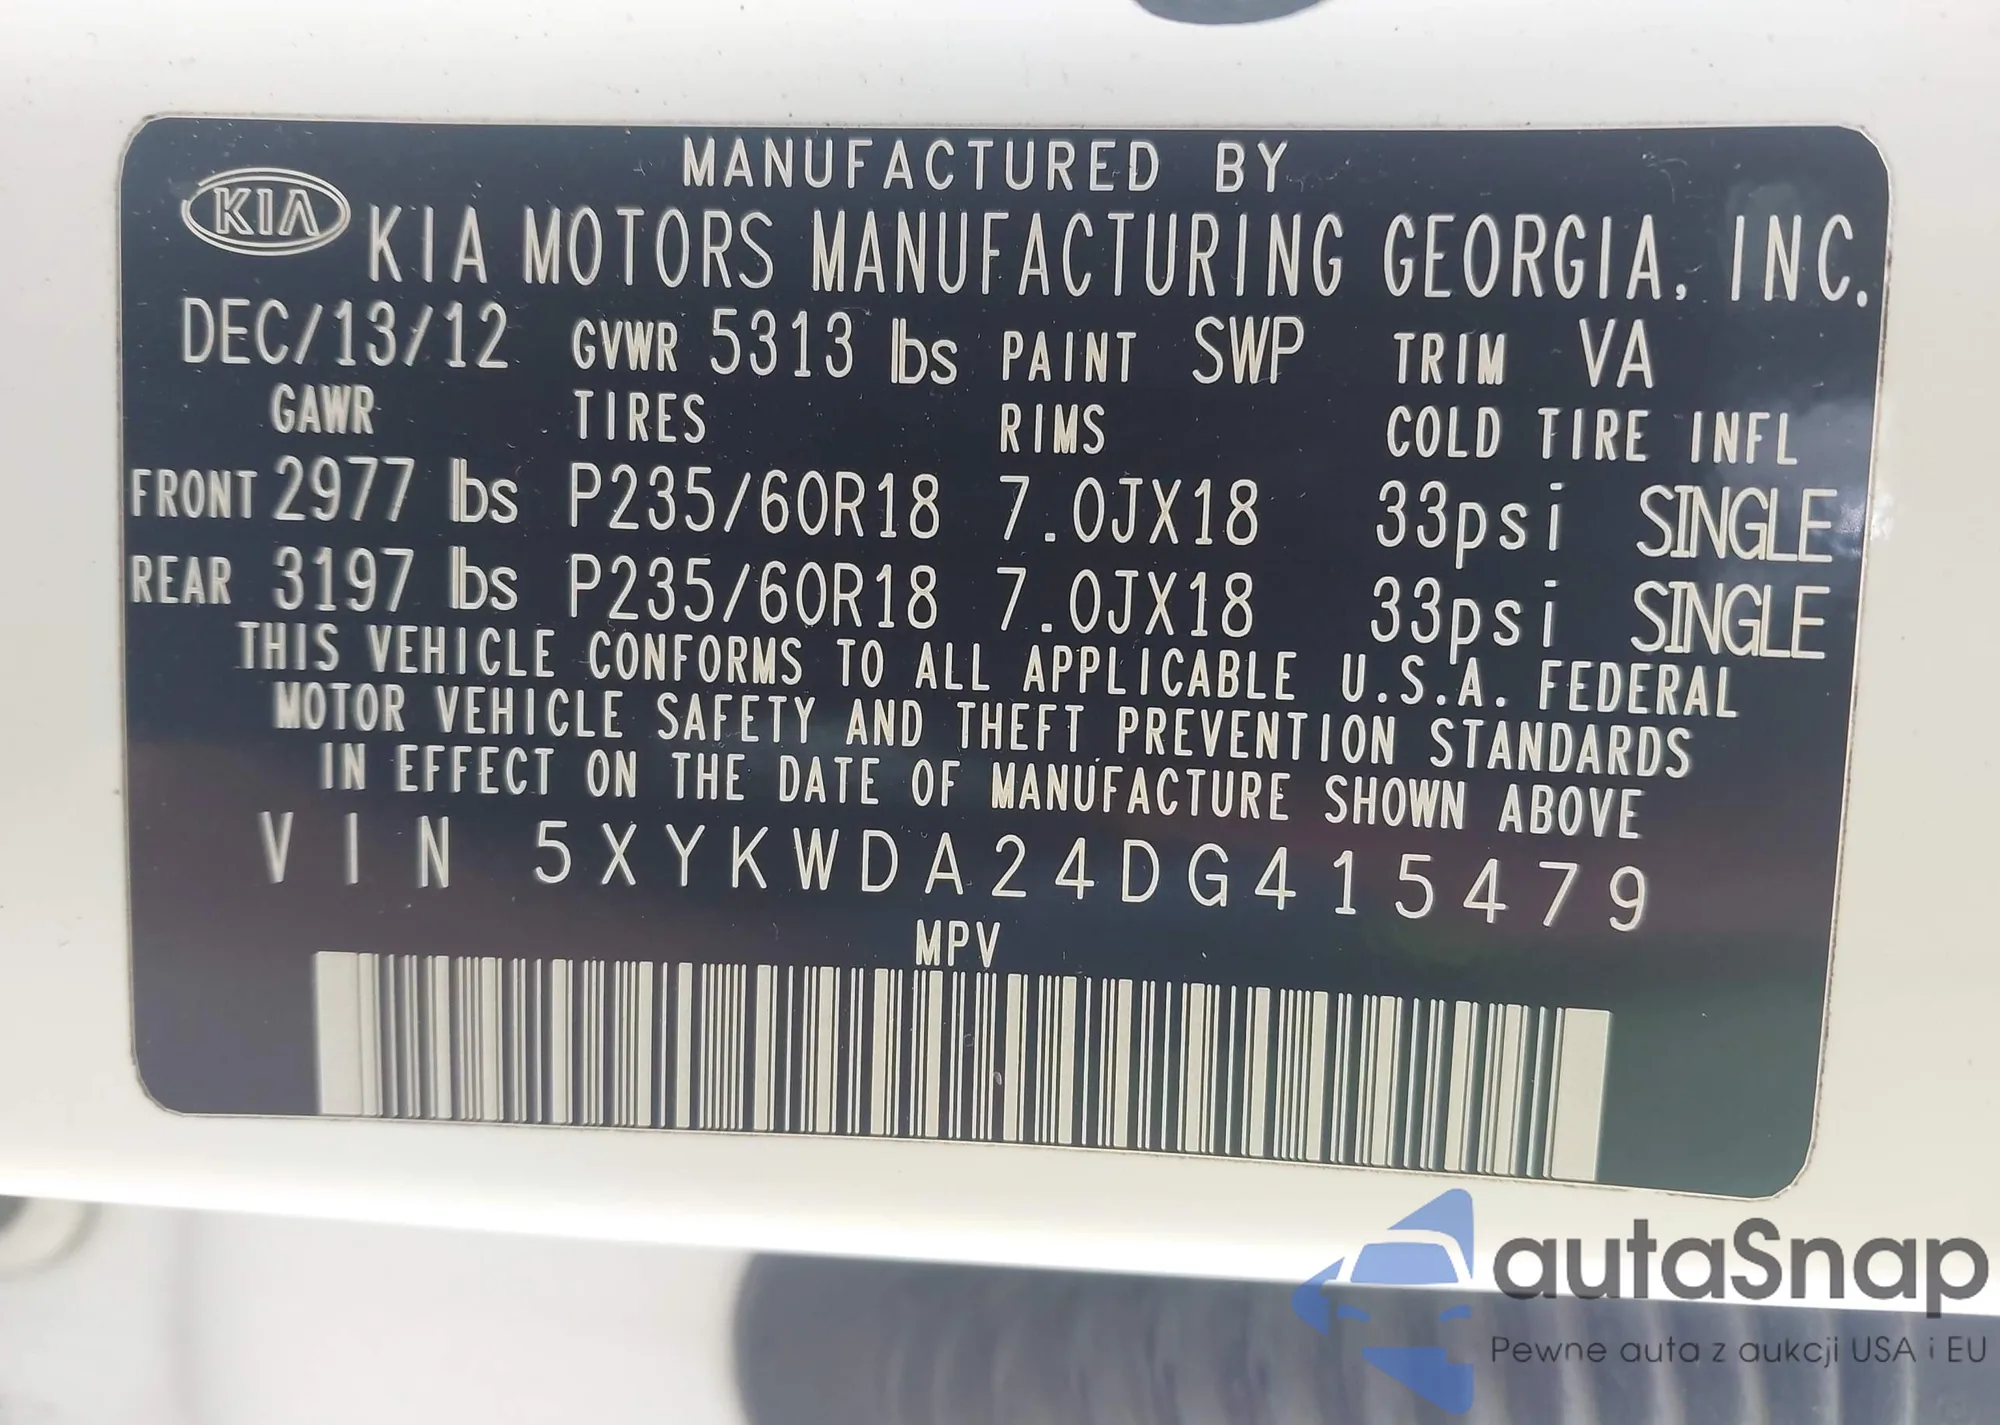 MANUFACTURED BY
KIA KIA MOTORS MANUFACTURING GEORGIA, INC.
DEC/13/12 GVWR 5313 lbs PAINT SWP TRIM VA
GAWR TIRES RIMS COLD TIRE INFL
FRONT 2977 lbs P235/60R18 7.0JX18 33psi SINGLE
REAR 3197 lbs P235/60R18 7.0JX18 33psi SINGLE
THIS VEHICLE CONFORMS TO ALL APPLICABLE U.S.A. FEDERAL
MOTOR VEHICLE SAFETY AND THEFT PREVENTION STANDARDS
IN EFFECT ON THE DATE OF MANUFACTURE SHOWN ABOVE
VIN 5XYKWDA24DG415479
MPV
autaSnap
Pewne auta z aukcji USA i EU